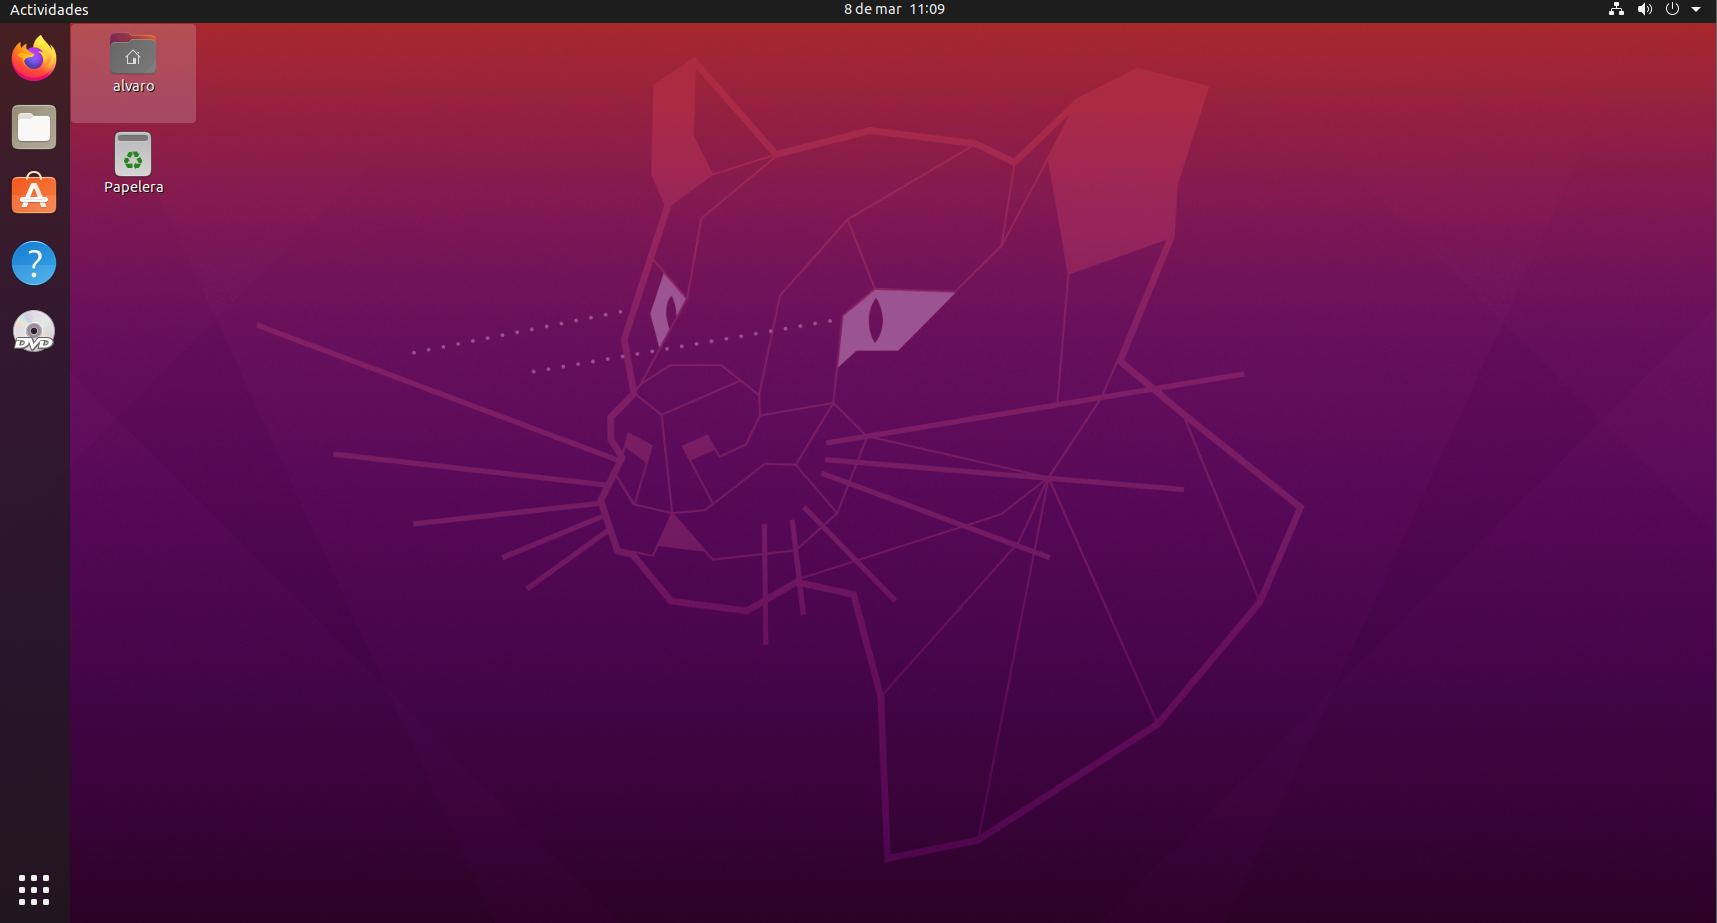 Actividades
8 de mar 11:09
alvaro
Papelera
?
DVD